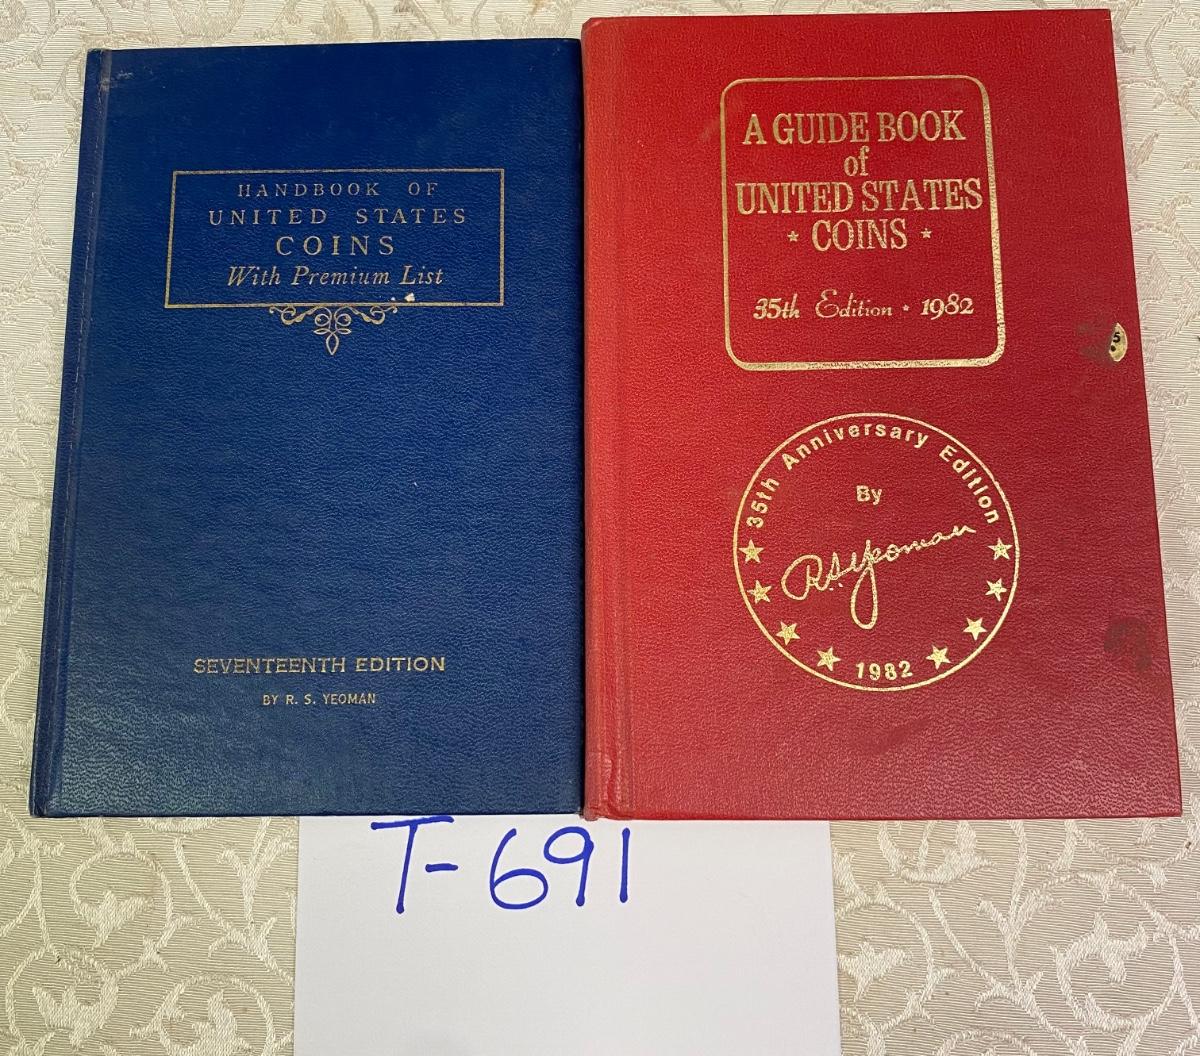 HANDBOOK OF
UNITED STATES
COINS
With Premium List
SEVENTEENTH EDITION
BY R. S. YEOMAN
A GUIDE BOOK
of
UNITED STATES
COINS
35th Edition • 1982
5
35th Anniversary Edition
By
R.S. Yeoman
1982
T-691